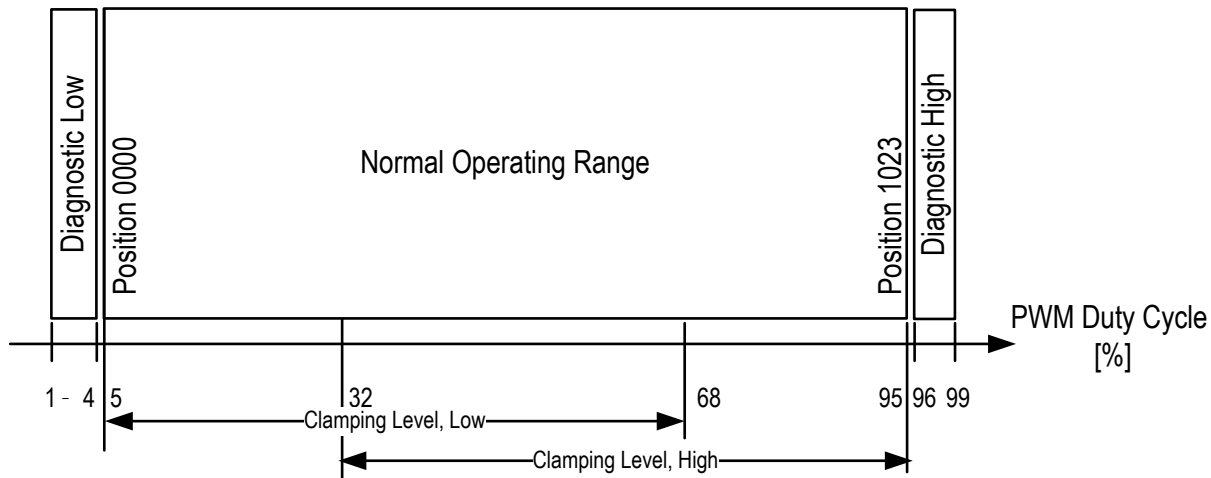 Diagnostic Low
Position 0000
Normal Operating Range
Position 1023
Diagnostic High
PWM Duty Cycle
[%]
1 - 4 5 32 68 95 96 99
Clamping Level, Low
Clamping Level, High